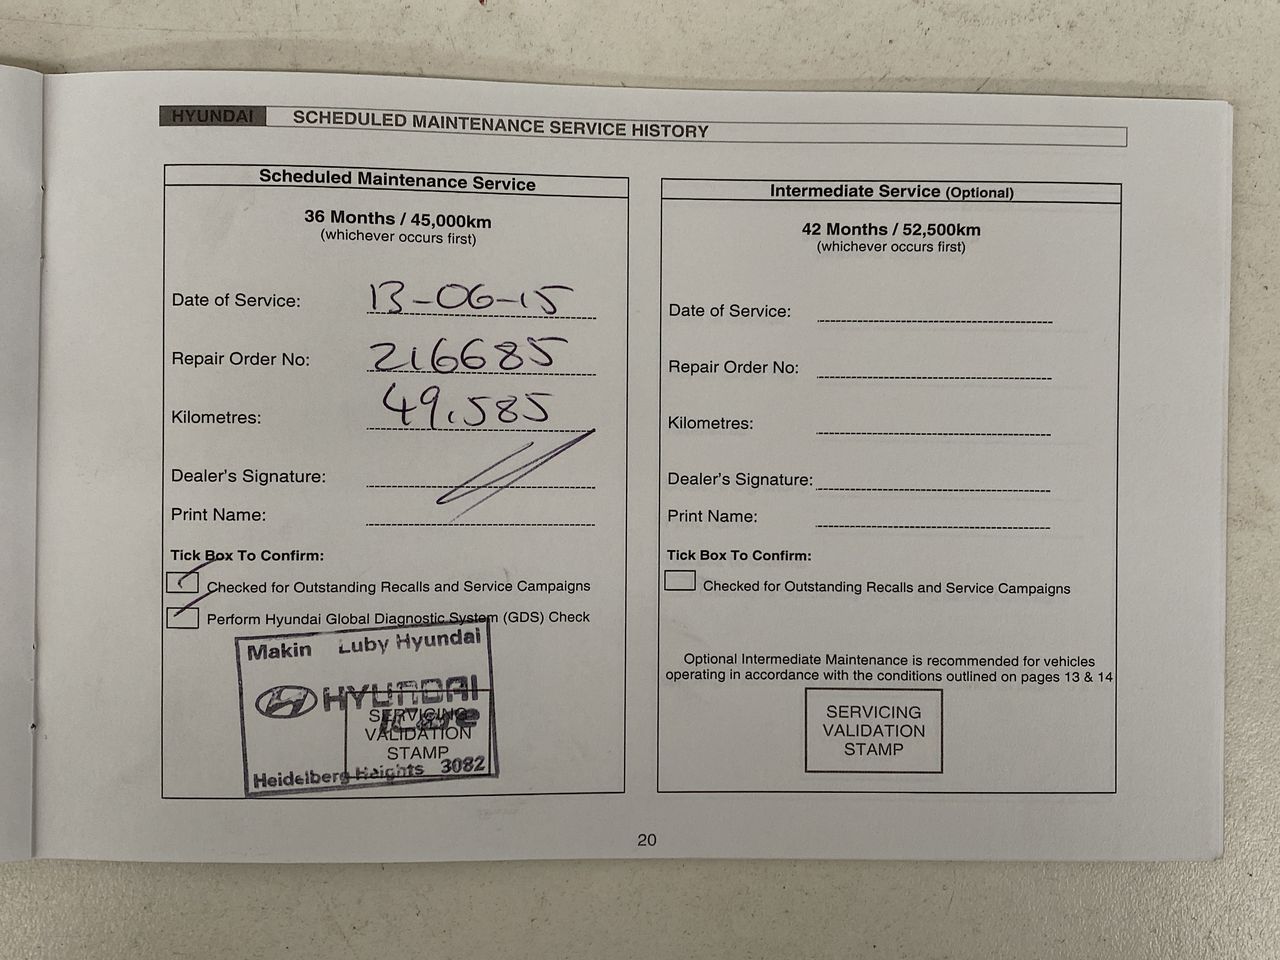 HYUNDAI SCHEDULED MAINTENANCE SERVICE HISTORY
Scheduled Maintenance Service
36 Months / 45,000km
(whichever occurs first)
Date of Service: 13-06-15
Repair Order No: 216685
Kilometres: 49.585
Dealer's Signature:
Print Name:
Tick Box To Confirm:
Checked for Outstanding Recalls and Service Campaigns
Perform Hyundai Global Diagnostic System (GDS) Check
Makin Luby Hyundai
HYUNDAI
iCare
SERVICING
VALIDATION
STAMP
Heidelberg Heights 3082
Intermediate Service (Optional)
42 Months / 52,500km
(whichever occurs first)
Date of Service:
Repair Order No:
Kilometres:
Dealer's Signature:
Print Name:
Tick Box To Confirm:
Checked for Outstanding Recalls and Service Campaigns
Optional Intermediate Maintenance is recommended for vehicles
operating in accordance with the conditions outlined on pages 13 & 14
SERVICING
VALIDATION
STAMP
20